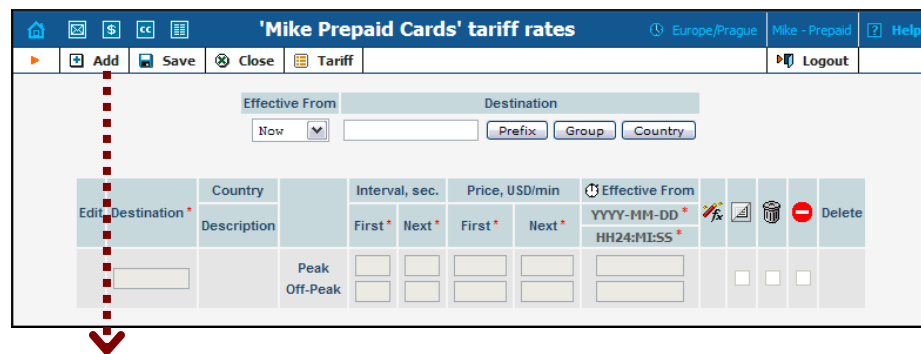 'Mike Prepaid Cards' tariff rates Europe/Prague Mike - Prepaid ? Help
Add Save Close Tariff Logout
Effective From Destination
Now Prefix Group Country
Country Interval, sec. Price, USD/min Effective From
Edit Destination * YYYY-MM-DD * fx Delete
Description First * Next * First * Next *
HH24:MI:SS *
Peak
Off-Peak